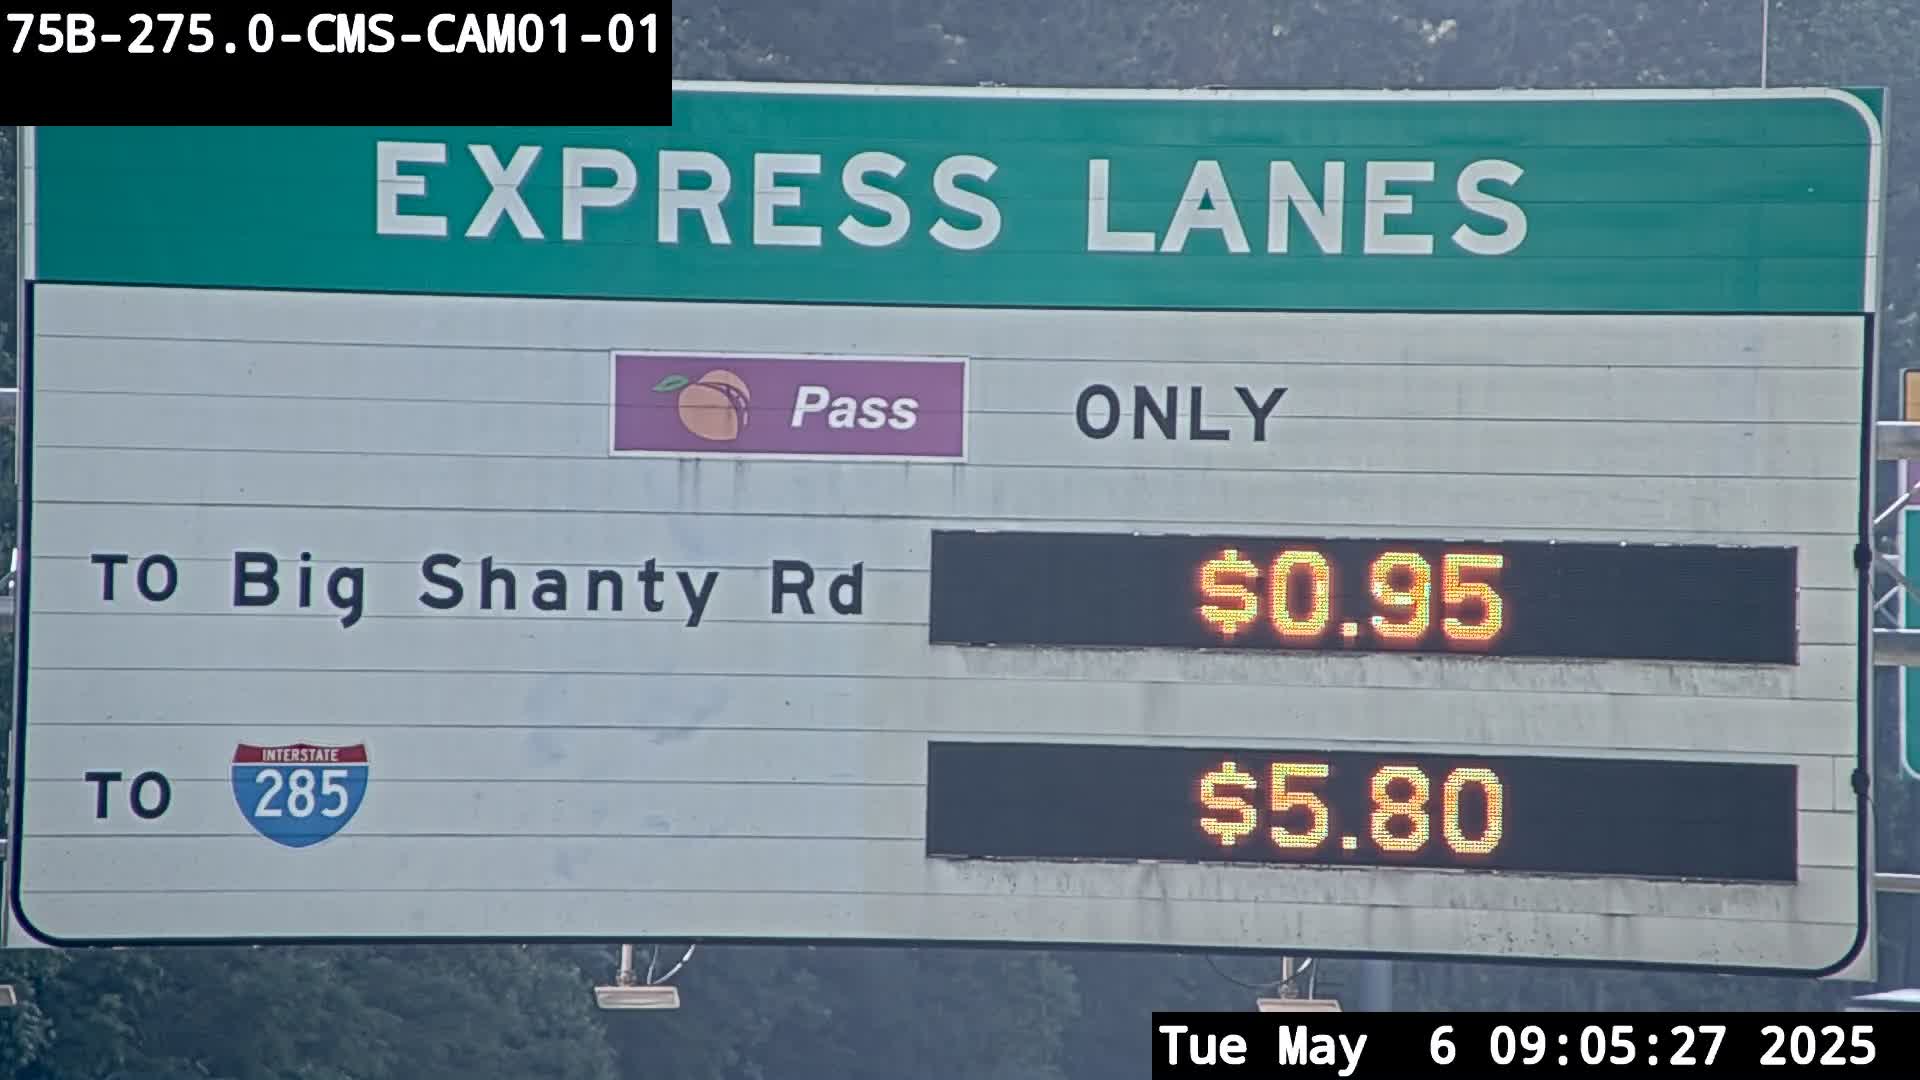 75B-275.0-CMS-CAM01-01
EXPRESS LANES
Pass ONLY
TO Big Shanty Rd $0.95
INTERSTATE
TO 285 $5.80
Tue May 6 09:05:27 2025